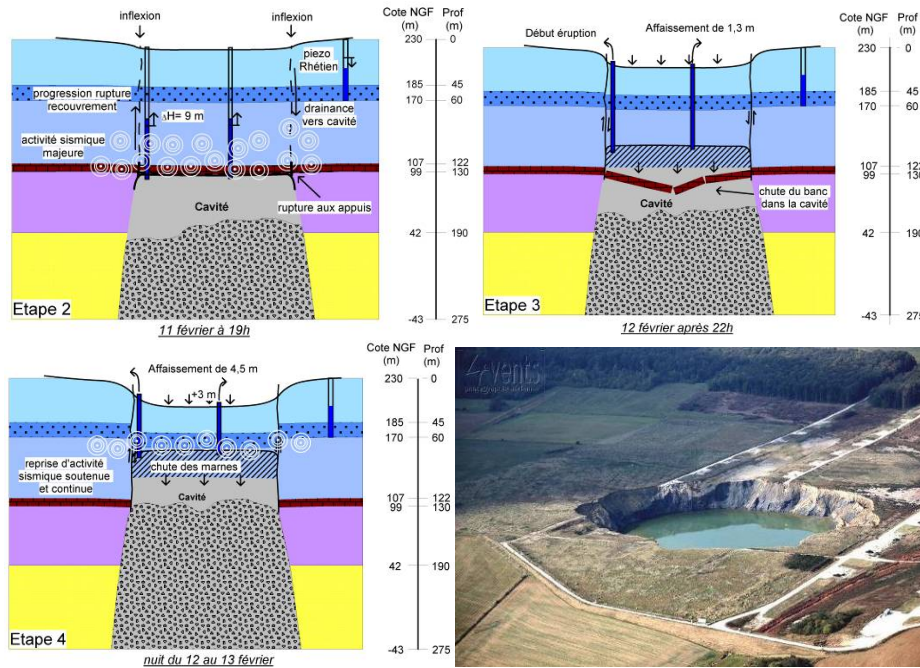 inflexion
inflexion
Cote NGF Prof
(m) (m)
230 0
piezo
Rhétien
progression rupture
recouvrement
185 45
170 60
ΔH= 9 m
drainance
vers cavité
activité sismique
majeure
107 122
99 130
Cavité
rupture aux appuis
42 190
Etape 2
-43 275
11 février à 19h
Cote NGF Prof
(m) (m)
Début éruption
Affaissement de 1,3 m
230 0
185 45
170 60
107 122
99 130
chute du banc
dans la cavité
Cavité
42 190
Etape 3
-43 275
12 février après 22h
Cote NGF Prof
(m) (m)
Affaissement de 4,5 m
230 0
+3 m
185 45
170 60
reprise d'activité
sismique soutenue
et continue
chute des marnes
Cavité
107 122
99 130
42 190
Etape 4
-43 275
nuit du 12 au 13 février
4vents